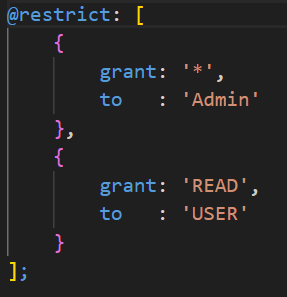 @restrict: [
    {
        grant: '*',
        to   : 'Admin'
    },
    {
        grant: 'READ',
        to   : 'USER'
    }
];